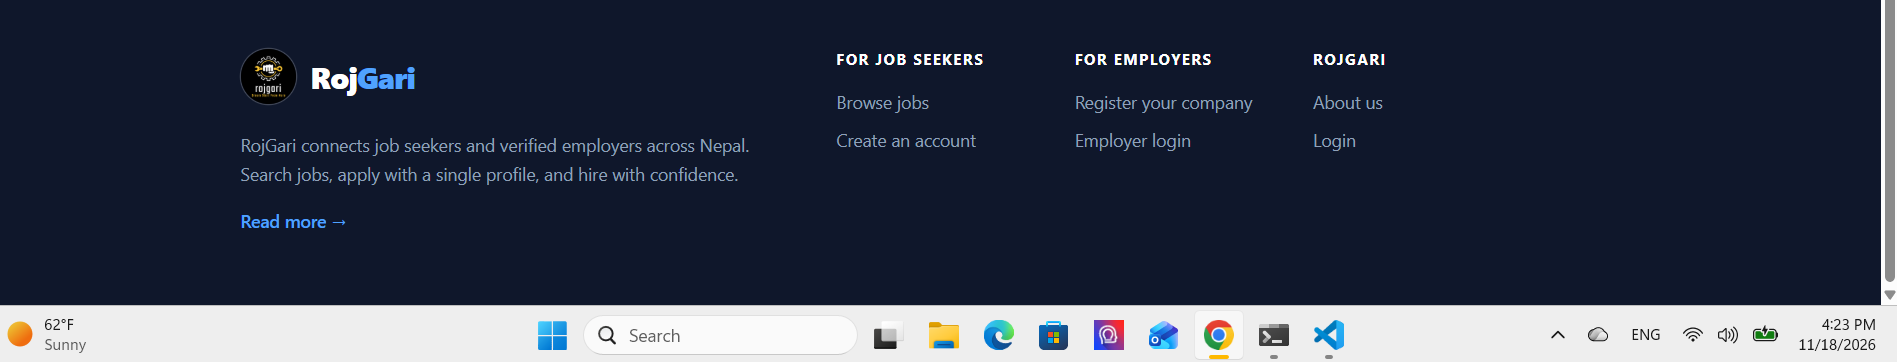 rojgari
RojGari
RojGari connects job seekers and verified employers across Nepal.
Search jobs, apply with a single profile, and hire with confidence.
Read more →
FOR JOB SEEKERS
Browse jobs
Create an account
FOR EMPLOYERS
Register your company
Employer login
ROJGARI
About us
Login
62°F
Sunny
Search
ENG
4:23 PM
11/18/2026